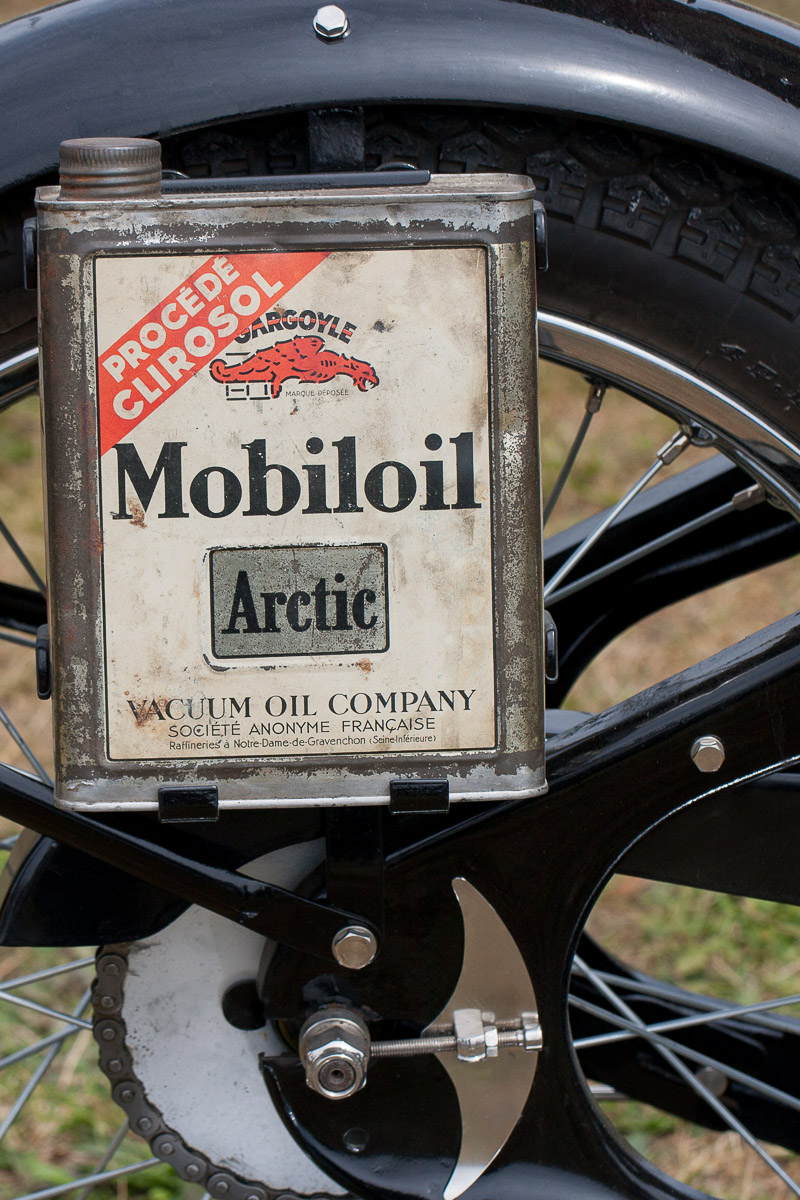 PROCÉDÉ
CLIROSOL
GARGOYLE
MARQUE DÉPOSÉE
Mobiloil
Arctic
VACUUM OIL COMPANY
SOCIÉTÉ ANONYME FRANÇAISE
Raffineries à Notre-Dame-de-Gravenchon (Seine-Inférieure)